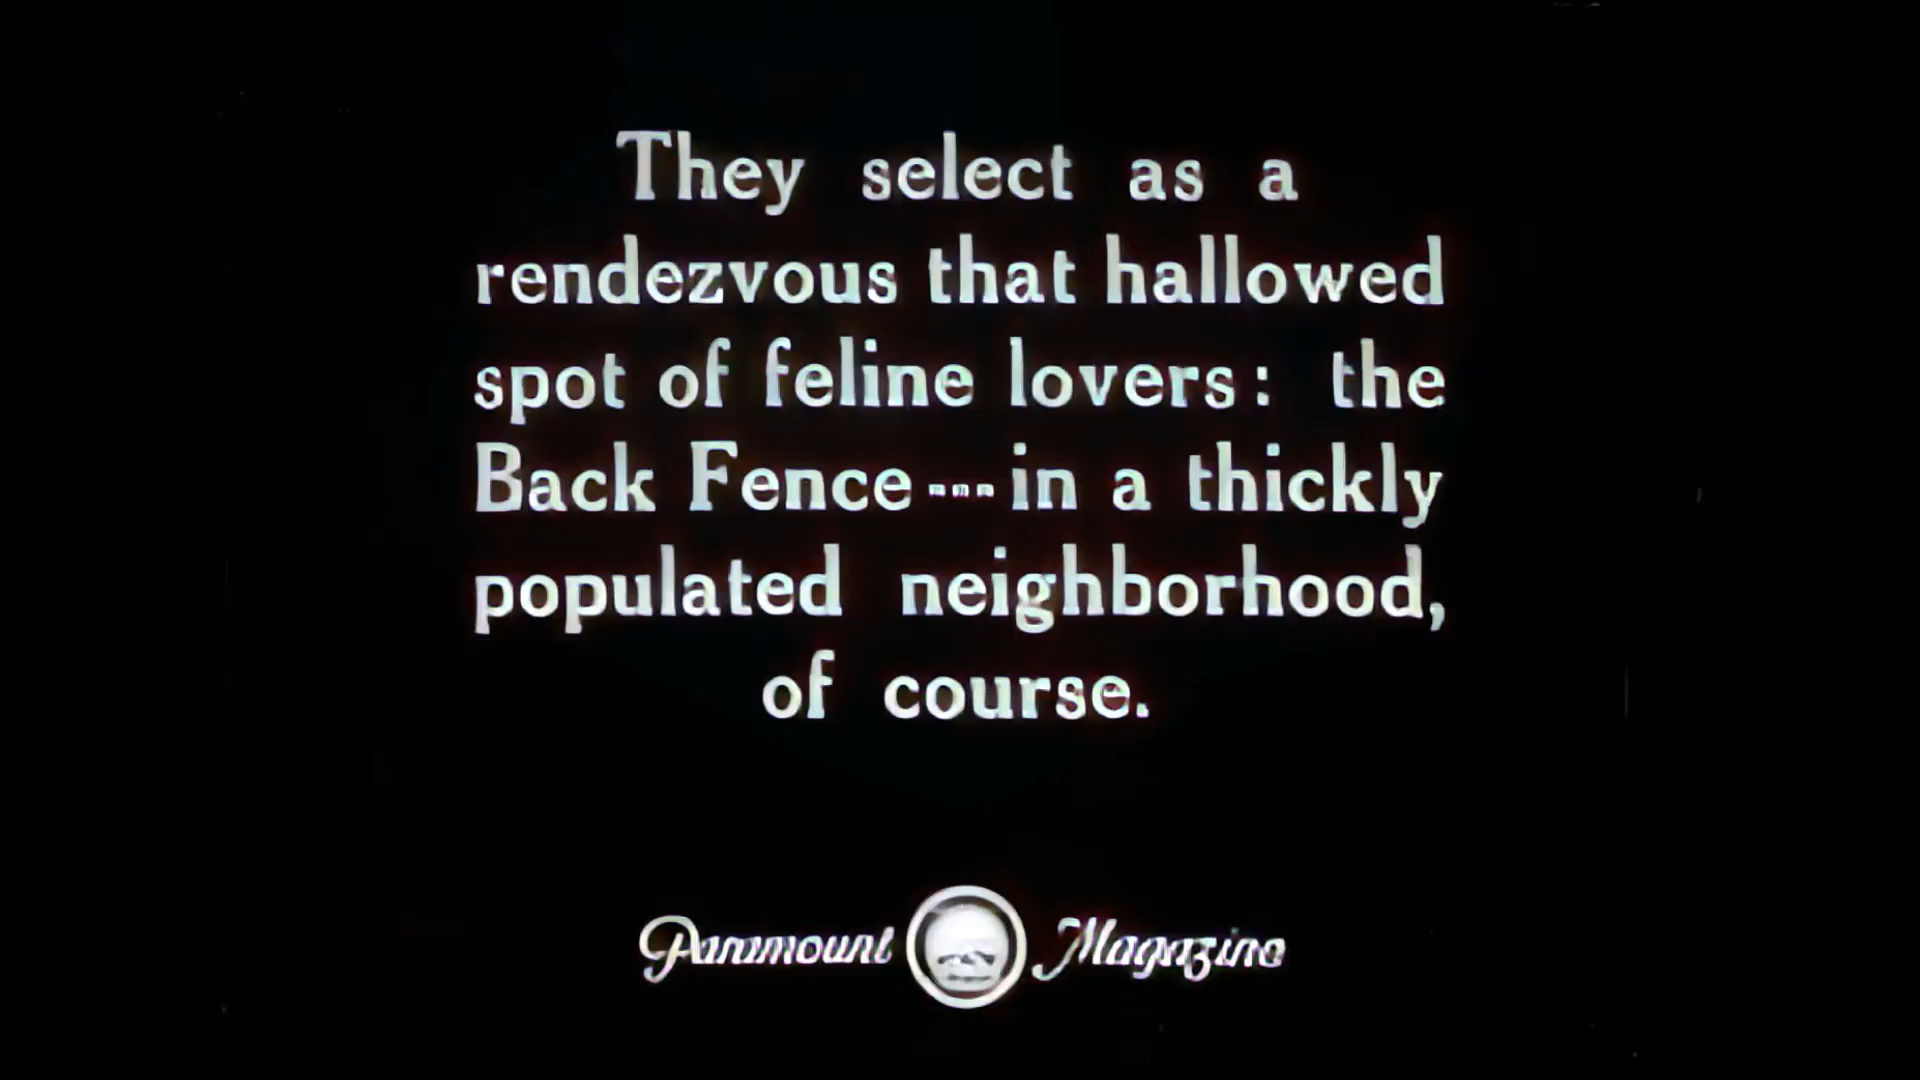 They select as a
rendezvous that hallowed
spot of feline lovers: the
Back Fence---in a thickly
populated neighborhood,
of course.
Paramount Magazine